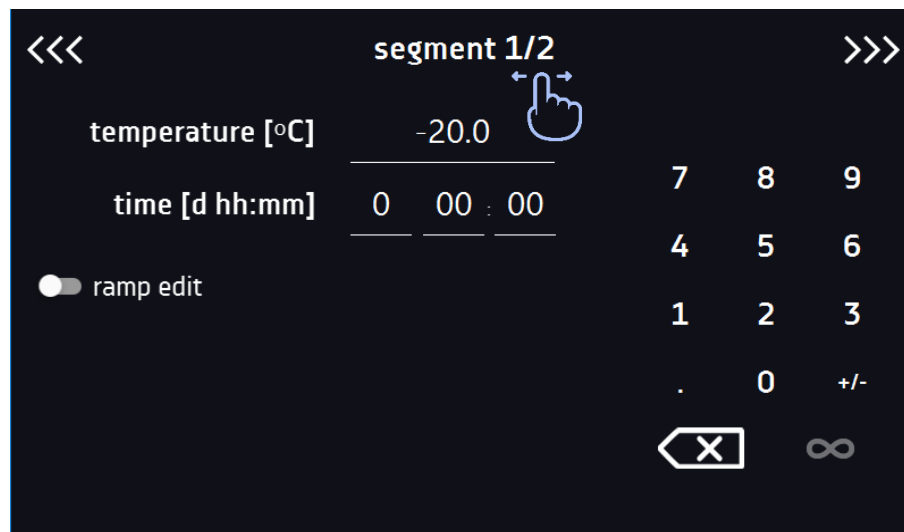 <<< segment 1/2 >>>
temperature [°C] -20.0
time [d hh:mm] 0 00 : 00
ramp edit
7 8 9
4 5 6
1 2 3
. 0 +/-
X ∞